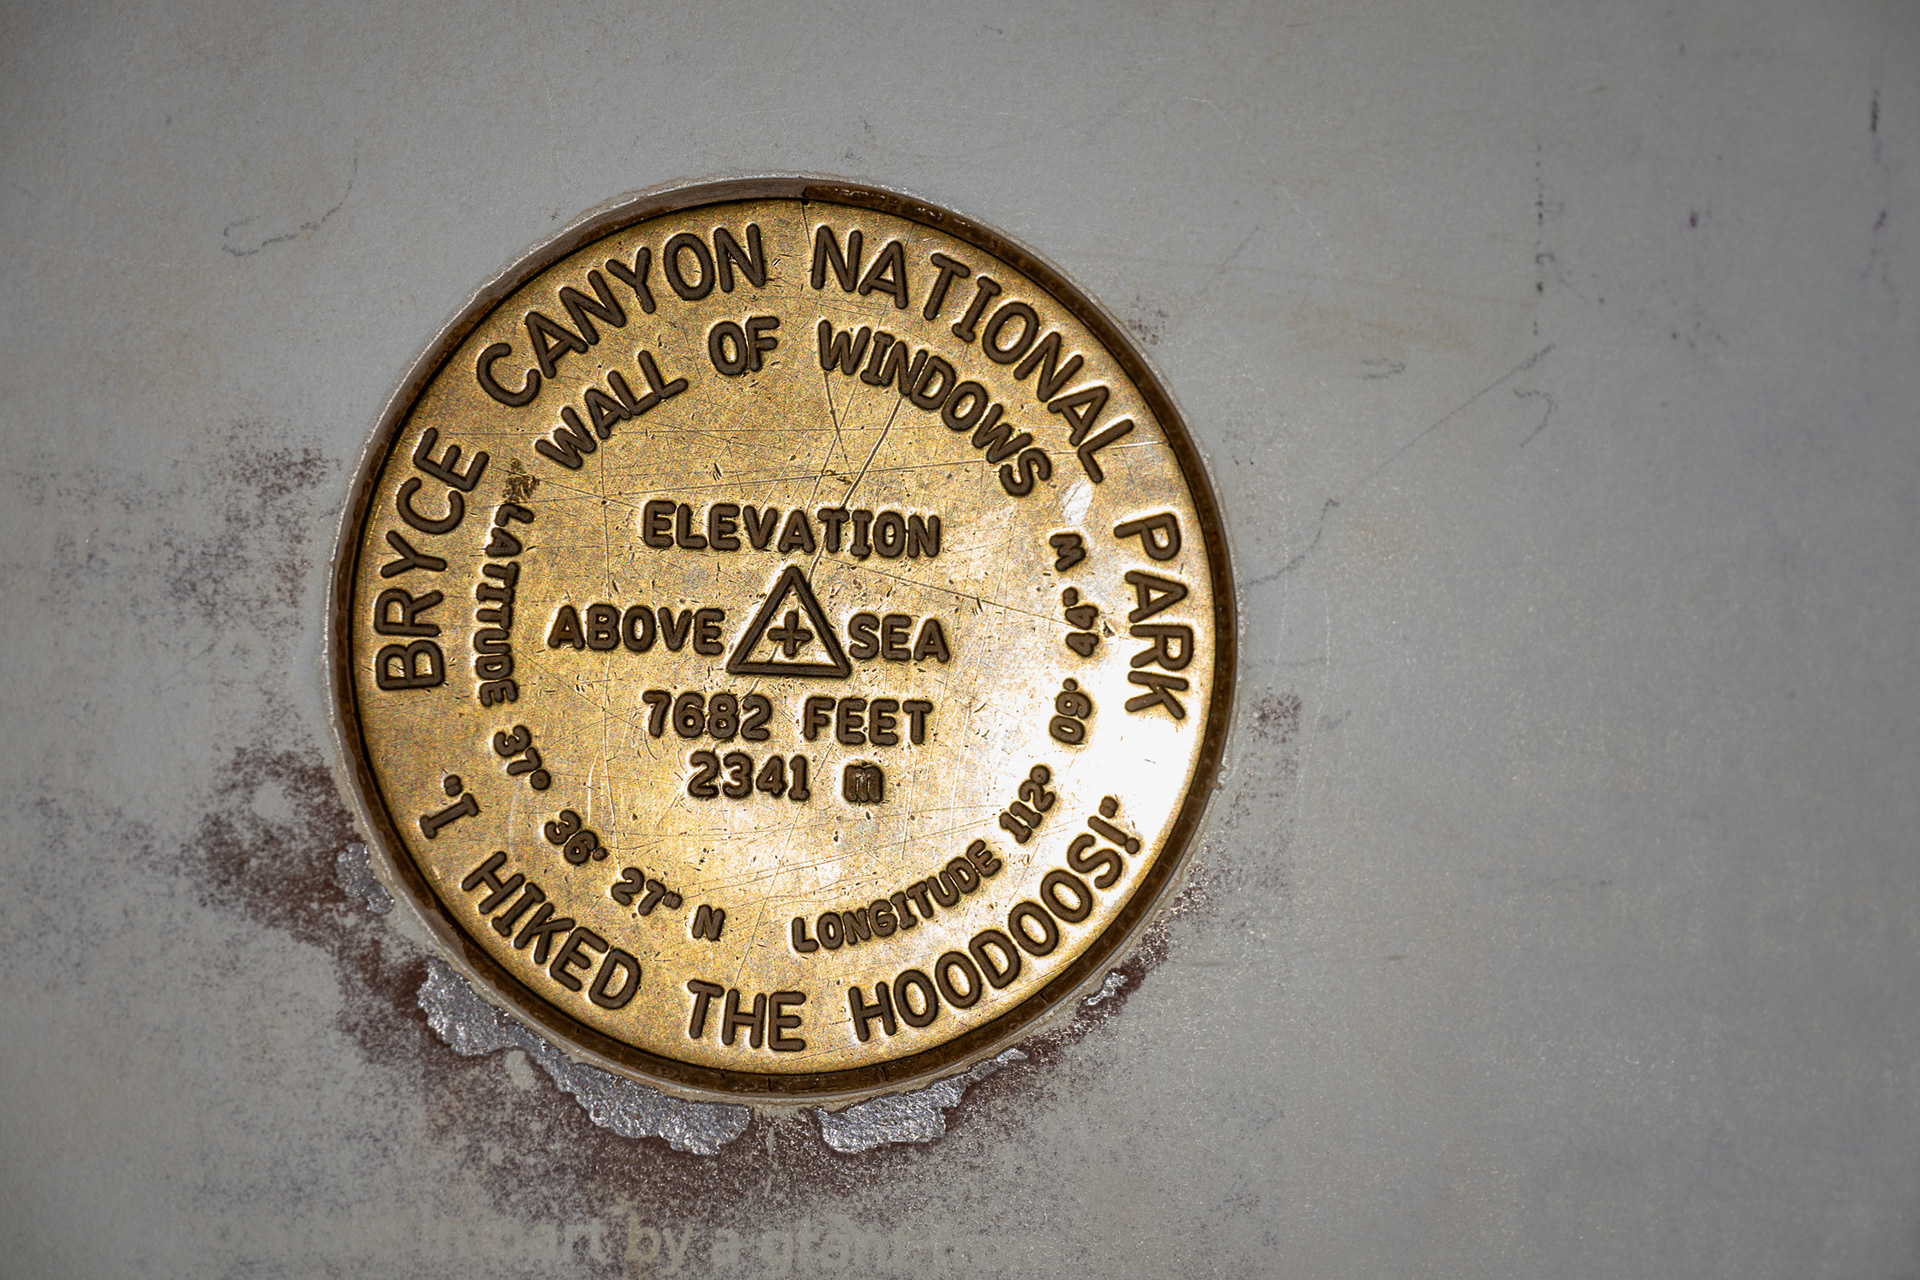 BRYCE CANYON NATIONAL PARK
WALL OF WINDOWS
ELEVATION
ABOVE SEA
7682 FEET
2341 m
LATITUDE 37° 36' 27" N
LONGITUDE 112° 09' 44" W
"I HIKED THE HOODOOS!"
by a